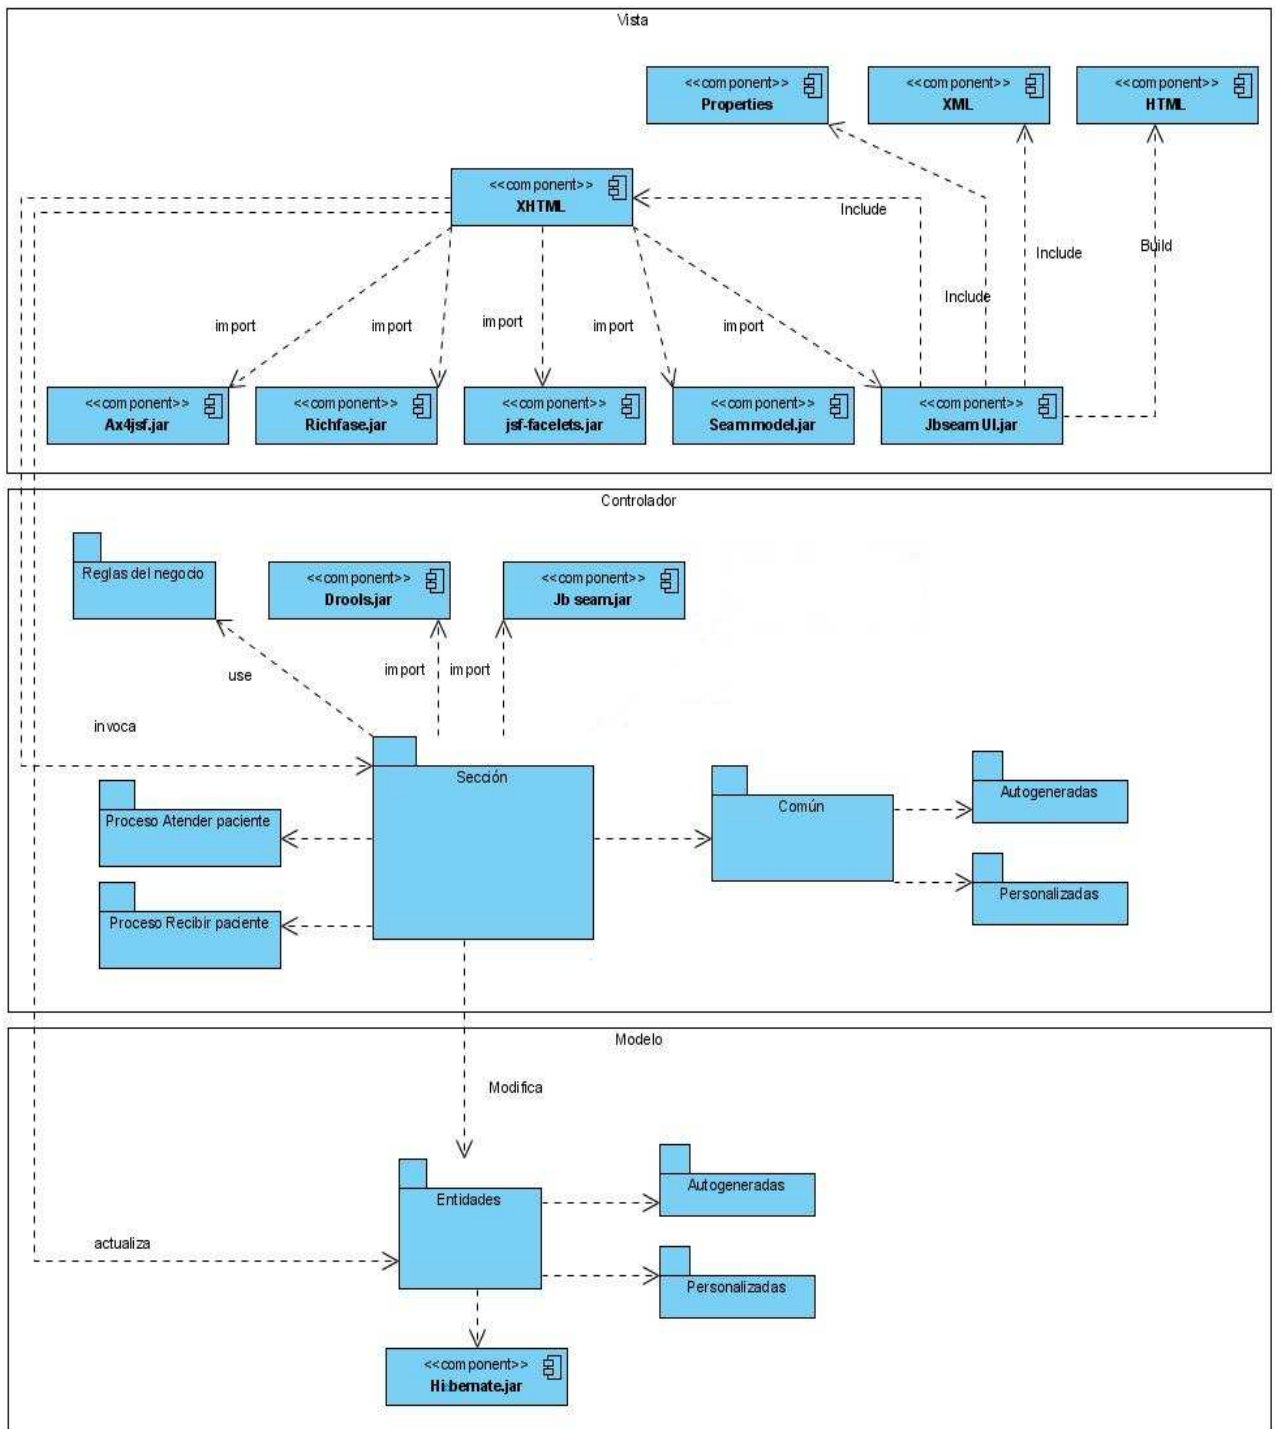 Vista
<<component>>
Properties
<<component>>
XML
<<component>>
HTML
<<component>>
XHTML
Include
Include
Include
Build
import
import
import
import
import
<<component>>
Ax4jsf.jar
<<component>>
Richfase.jar
<<component>>
jsf-facelets.jar
<<component>>
Seam model.jar
<<component>>
Jbseam UI.jar
Controlador
Reglas del negocio
<<component>>
Drools.jar
<<component>>
Jb seam.jar
use
import
import
invoca
Sección
Proceso Atender paciente
Proceso Recibir paciente
Común
Autogeneradas
Personalizadas
Modelo
Modifica
Entidades
Autogeneradas
Personalizadas
actualiza
<<component>>
Hibernate.jar